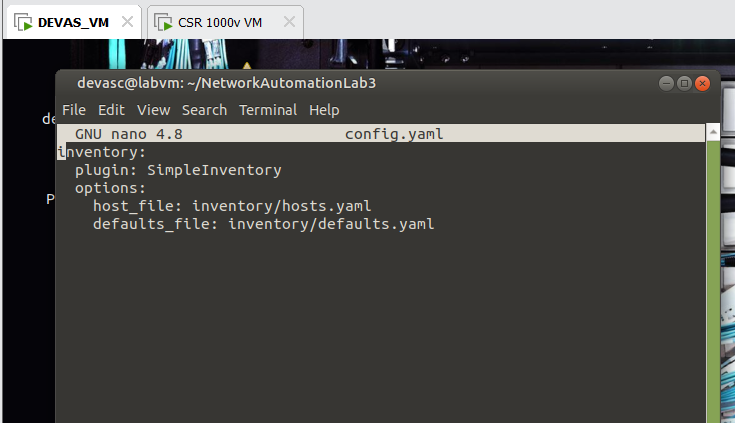 DEVAS_VM
CSR 1000v VM
devasc@labvm: ~/NetworkAutomationLab3
File Edit View Search Terminal Help
GNU nano 4.8 config.yaml
inventory:
plugin: SimpleInventory
options:
host_file: inventory/hosts.yaml
defaults_file: inventory/defaults.yaml
de
P